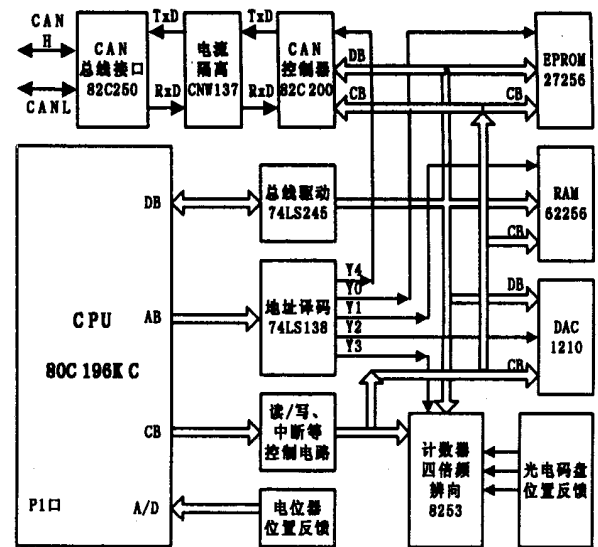 CAN
H
CANL
CAN
总线接口
82C250
TxD
RxD
电流
隔离
CNW137
TxD
RxD
CAN
控制器
82C200
DB
CB
CB
EPROM
27256
DB
总线驱动
74LS245
RAM
62256
CB
CPU
80C196KC
AB
地址译码
74LS138
Y4
Y0
Y1
Y2
Y3
DB
CB
DAC
1210
CB
读/写、
中断等
控制电路
计数器
四倍频
辨向
8253
光电码盘
位置反馈
P1口
A/D
电位器
位置反馈